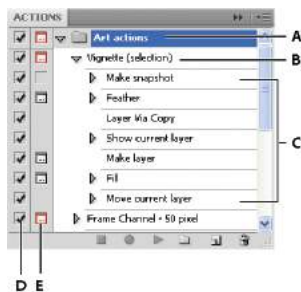 ACTIONS
Art actions
A
Vignette (selection)
B
Make snapshot
Feather
C
Layer Via Copy
Show current layer
Make layer
Fill
Move current layer
Frame Channel - 50 pixel
D E